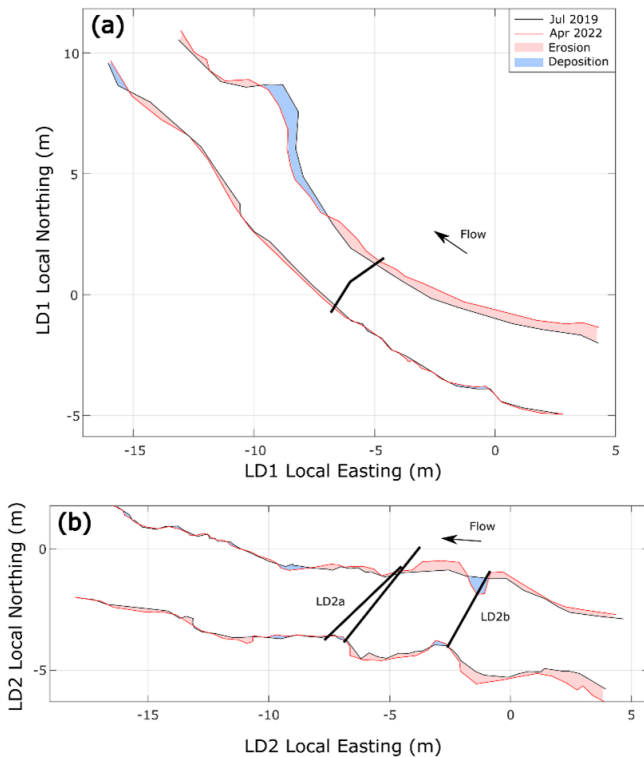 (a)
Jul 2019
Apr 2022
Erosion
Deposition
10
5
0
-5
LD1 Local Northing (m)
Flow
-15
-10
-5
0
5
LD1 Local Easting (m)
(b)
Flow
0
-5
LD2 Local Northing (m)
LD2a
LD2b
-15
-10
-5
0
5
LD2 Local Easting (m)